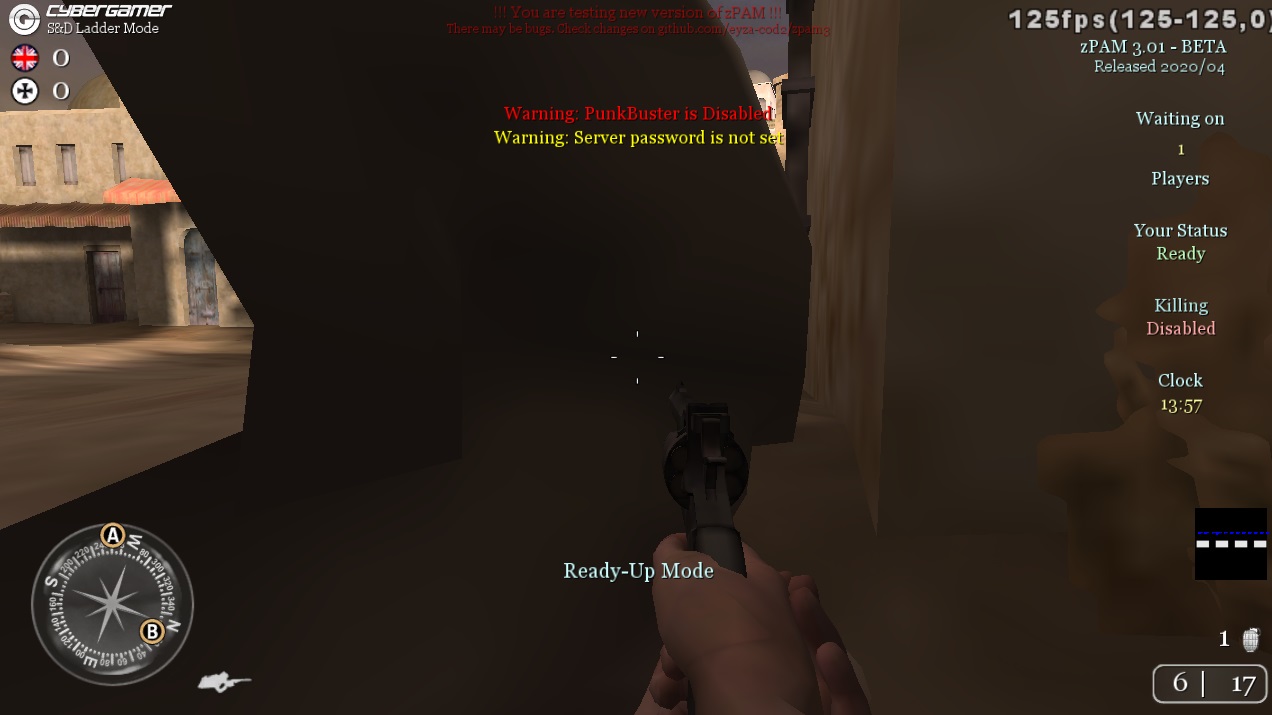 CYBERGAMER
S&D Ladder Mode
0
0
!!! You are testing new version of zPAM !!!
There may be bugs. Check changes on github.com/eyza-cod2/zpam3
125fps(125-125,0)
zPAM 3.01 - BETA
Released 2020/04
Warning: PunkBuster is Disabled
Warning: Server password is not set
Waiting on
1
Players
Your Status
Ready
Killing
Disabled
Clock
13:57
Ready-Up Mode
A
B
1
6 | 17